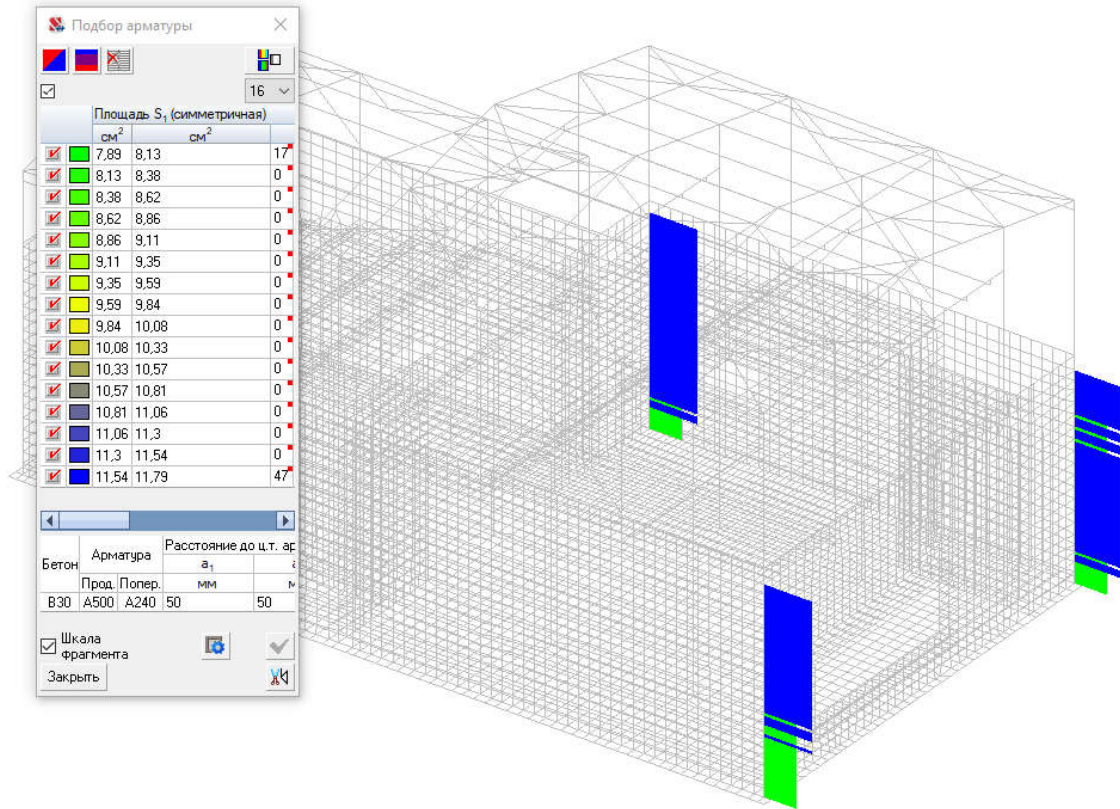 Подбор арматуры
16
Площадь S₁ (симметричная)
см² см²
7,89 8,13 17
8,13 8,38 0
8,38 8,62 0
8,62 8,86 0
8,86 9,11 0
9,11 9,35 0
9,35 9,59 0
9,59 9,84 0
9,84 10,08 0
10,08 10,33 0
10,33 10,57 0
10,57 10,81 0
10,81 11,06 0
11,06 11,3 0
11,3 11,54 0
11,54 11,79 47
Бетон Арматура Расстояние до ц.т. ар
a₁
Прод. Попер. мм
B30 A500 A240 50 50
Шкала
фрагмента
Закрыть